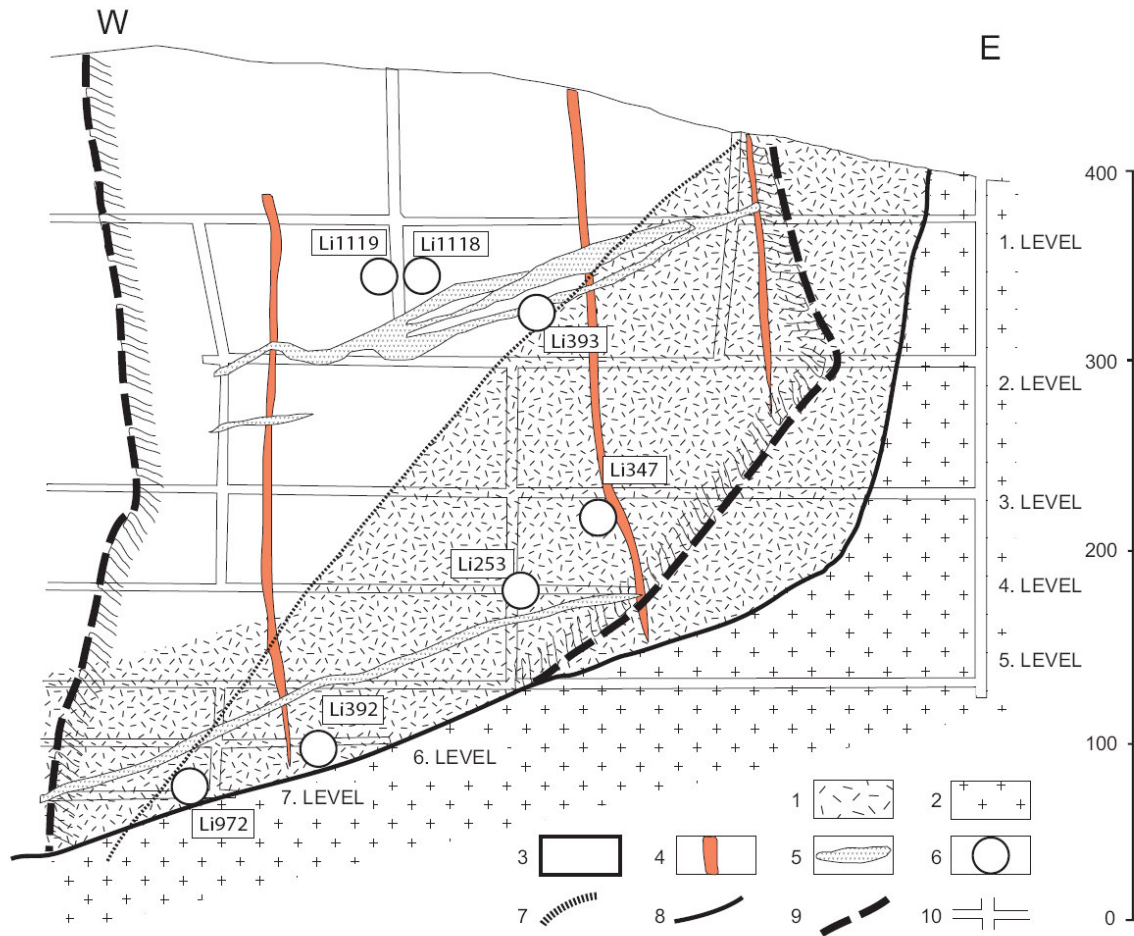 W
E
400
1. LEVEL
Li1119
Li1118
Li393
300
2. LEVEL
Li347
3. LEVEL
200
Li253
4. LEVEL
5. LEVEL
Li392
100
6. LEVEL
7. LEVEL
Li972
1
2
3
4
5
6
7
8
9
10
0